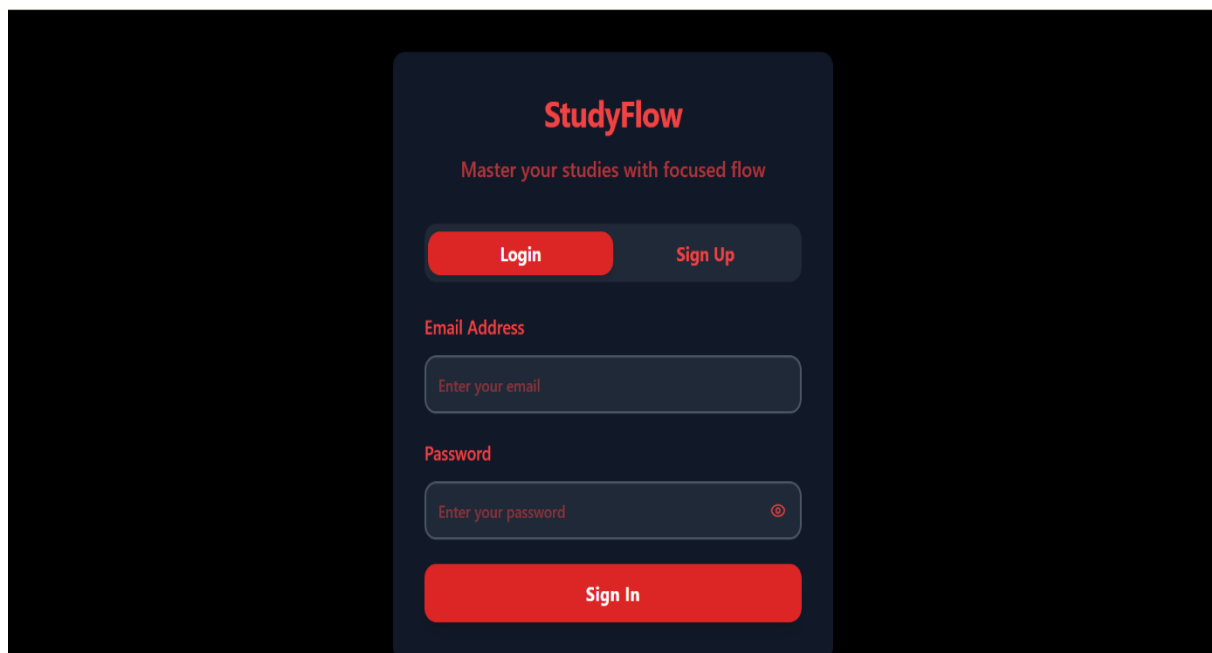 StudyFlow
Master your studies with focused flow
Login Sign Up
Email Address
Enter your email
Password
Enter your password
Sign In